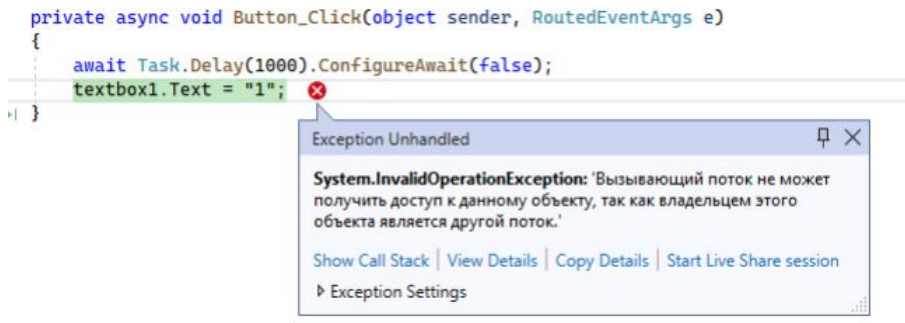 private async void Button_Click(object sender, RoutedEventArgs e)
{
await Task.Delay(1000).ConfigureAwait(false);
textbox1.Text = "1";
}
Exception Unhandled
System.InvalidOperationException: 'Вызывающий поток не может
получить доступ к данному объекту, так как владельцем этого
объекта является другой поток.'
Show Call Stack | View Details | Copy Details | Start Live Share session
Exception Settings